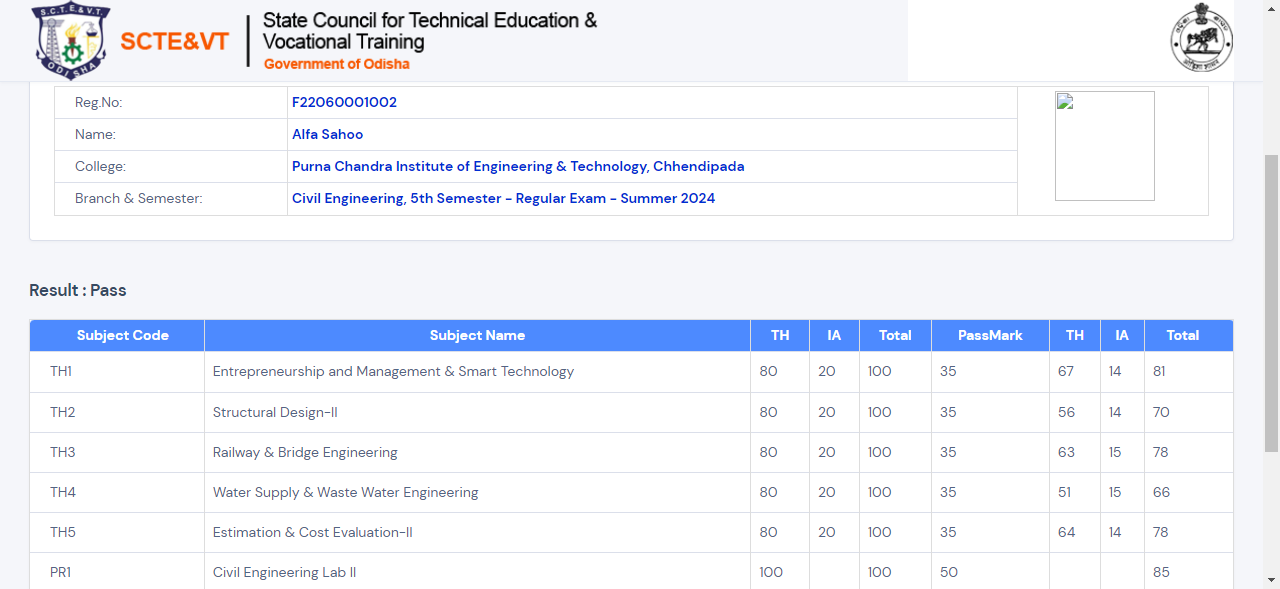 S.C.T.E.&V.T.
ODISHA
SCTE&VT
State Council for Technical Education &
Vocational Training
Government of Odisha
Reg.No: F22060001002
Name: Alfa Sahoo
College: Purna Chandra Institute of Engineering & Technology, Chhendipada
Branch & Semester: Civil Engineering, 5th Semester - Regular Exam - Summer 2024
Result : Pass
Subject Code Subject Name TH IA Total PassMark TH IA Total
TH1 Entrepreneurship and Management & Smart Technology 80 20 100 35 67 14 81
TH2 Structural Design-II 80 20 100 35 56 14 70
TH3 Railway & Bridge Engineering 80 20 100 35 63 15 78
TH4 Water Supply & Waste Water Engineering 80 20 100 35 51 15 66
TH5 Estimation & Cost Evaluation-II 80 20 100 35 64 14 78
PR1 Civil Engineering Lab II 100 100 50 85